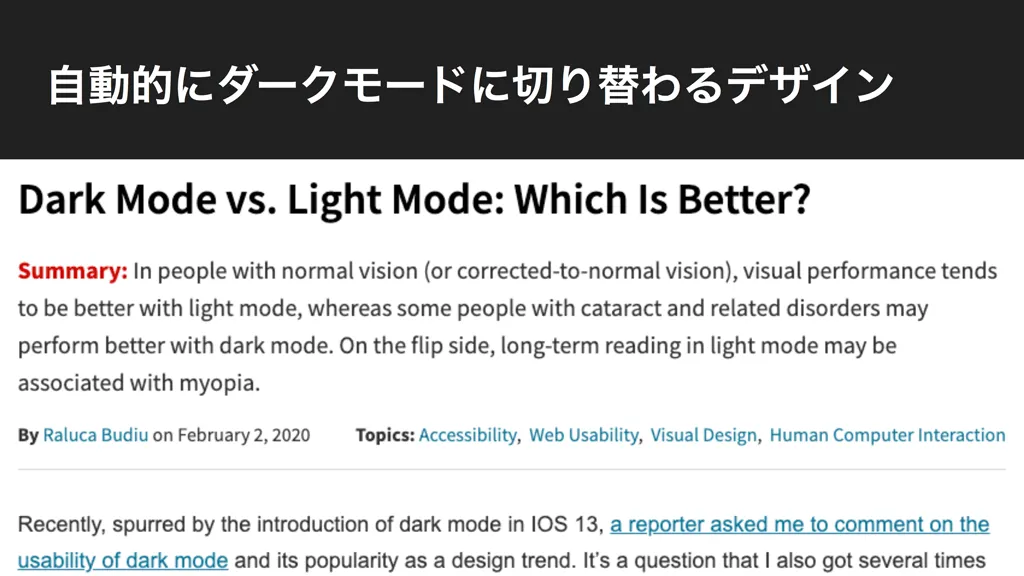 自動的にダークモードに切り替わるデザイン
Dark Mode vs. Light Mode: Which Is Better?
Summary: In people with normal vision (or corrected-to-normal vision), visual performance tends
to be better with light mode, whereas some people with cataract and related disorders may
perform better with dark mode. On the flip side, long-term reading in light mode may be
associated with myopia.
By Raluca Budiu on February 2, 2020 Topics: Accessibility, Web Usability, Visual Design, Human Computer Interaction
Recently, spurred by the introduction of dark mode in IOS 13, a reporter asked me to comment on the
usability of dark mode and its popularity as a design trend. It's a question that I also got several times